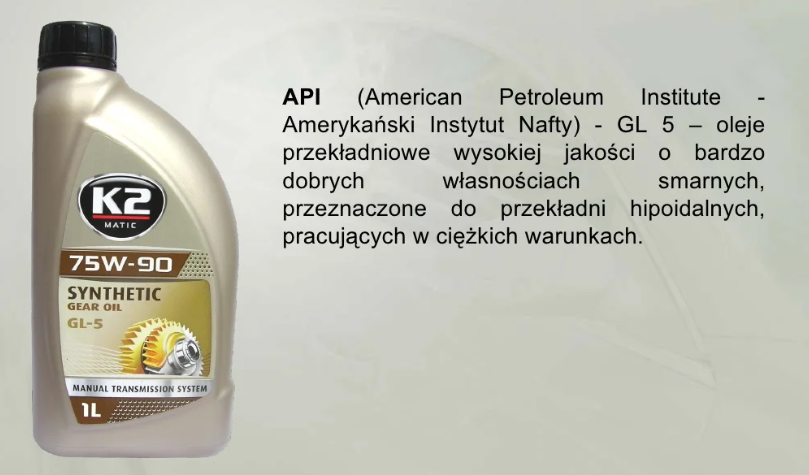 API (American Petroleum Institute -
Amerykański Instytut Nafty) - GL 5 – oleje
przekładniowe wysokiej jakości o bardzo
dobrych własnościach smarnych,
przeznaczone do przekładni hipoidalnych,
pracujących w ciężkich warunkach.
K2
MATIC
75W-90
SYNTHETIC
GEAR OIL
GL-5
MANUAL TRANSMISSION SYSTEM
1L